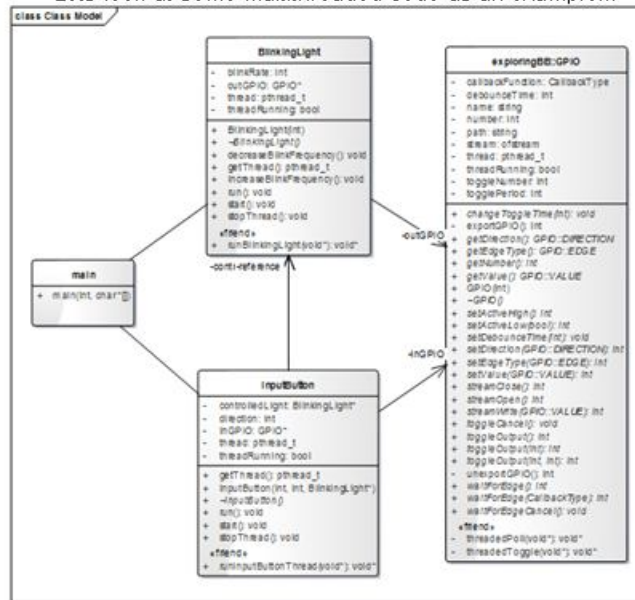 class Class Model
BlinkingLight
- blinkRate: int
- outGPIO: GPIO*
- thread: pthread_t
- threadRunning: bool
+ BlinkingLight(int)
+ ~BlinkingLight()
+ decreaseBlinkFrequency(): void
+ getThread(): pthread_t
+ increaseBlinkFrequency(): void
+ run(): void
+ start(): void
+ stopThread(): void
«friend»
+ runBlinkingLight(void*): void*
exploringBB::GPIO
- callbackFunction: CallbackType
- debounceTime: int
- name: string
- number: int
- path: string
- stream: ofstream
- thread: pthread_t
- threadRunning: bool
- toggleNumber: int
- togglePeriod: int
+ changeToggleTime(int): void
- exportGPIO(): int
+ getDirection(): GPIO::DIRECTION
+ getEdgeType(): GPIO::EDGE
+ getNumber(): int
+ getValue(): GPIO::VALUE
+ GPIO(int)
+ ~GPIO()
+ setActiveHigh(): int
+ setActiveLow(bool): int
+ setDebounceTime(int): void
+ setDirection(GPIO::DIRECTION): int
+ setEdgeType(GPIO::EDGE): int
+ setValue(GPIO::VALUE): int
+ streamClose(): int
+ streamOpen(): int
+ streamWrite(GPIO::VALUE): int
+ toggleCancel(): void
+ toggleOutput(): int
+ toggleOutput(int): int
+ toggleOutput(int, int): int
- unexportGPIO(): int
+ waitForEdge(): int
+ waitForEdge(CallbackType): int
+ waitForEdgeCancel(): void
«friend»
- threadedPoll(void*): void*
- threadedToggle(void*): void*
-outGPIO
-contr-reference
main
+ main(int, char*[])
-inGPIO
InputButton
- controlledLight: BlinkingLight*
- direction: int
- inGPIO: GPIO*
- thread: pthread_t
- threadRunning: bool
+ getThread(): pthread_t
+ InputButton(int, int, BlinkingLight*)
+ ~InputButton()
+ run(): void
+ start(): void
+ stopThread(): void
«friend»
+ runInputButtonThread(void*): void*